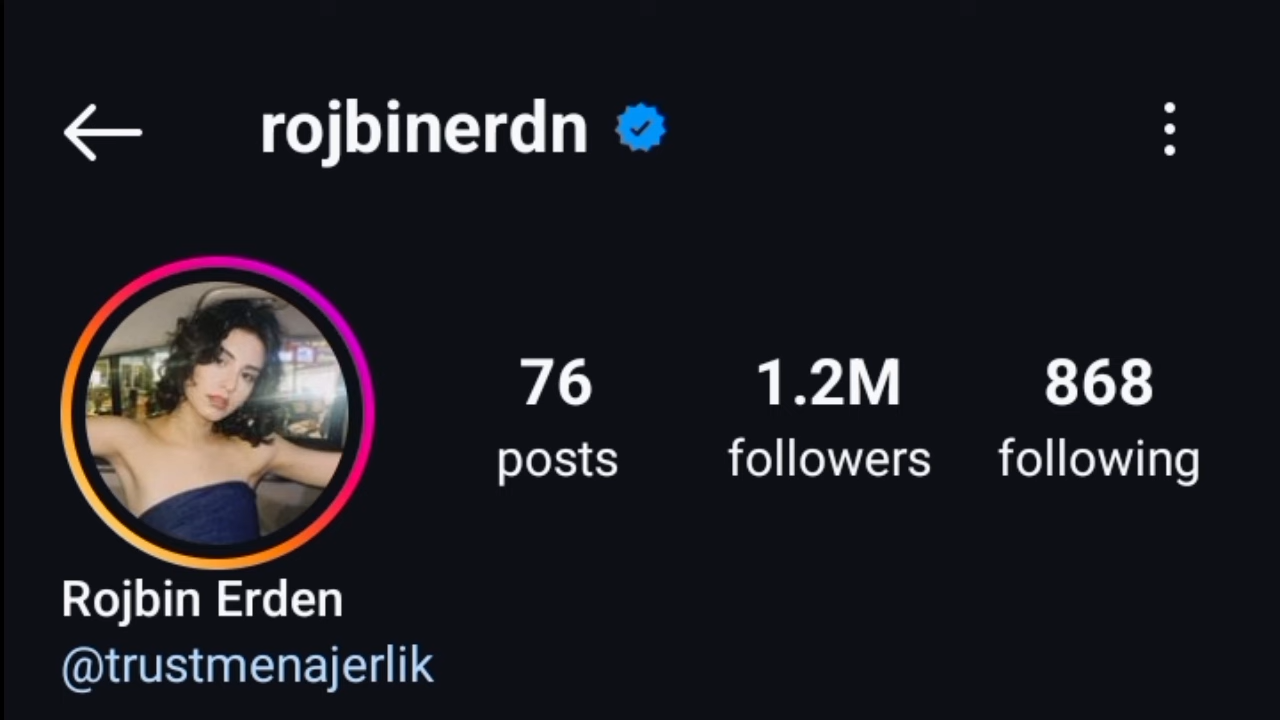 rojbinerdn
76 1.2M 868
posts followers following
Rojbin Erden
@trustmenajerlik